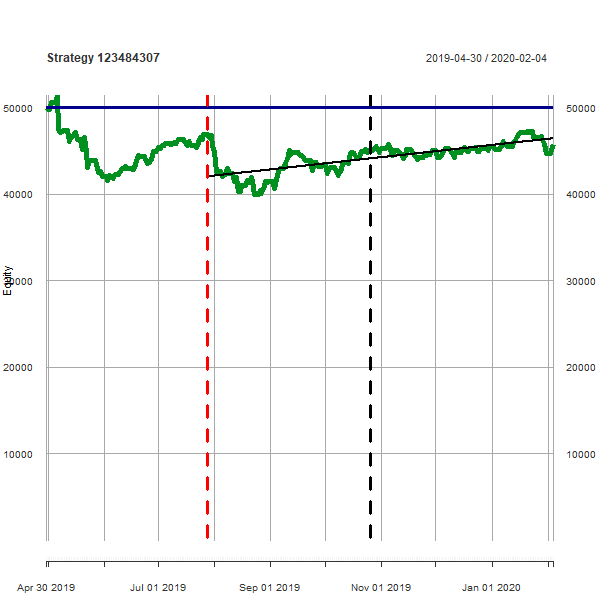 Strategy 123484307
2019-04-30 / 2020-02-04
50000
50000
40000
40000
Equity
30000
30000
20000
20000
10000
10000
Apr 30 2019
Jul 01 2019
Sep 01 2019
Nov 01 2019
Jan 01 2020